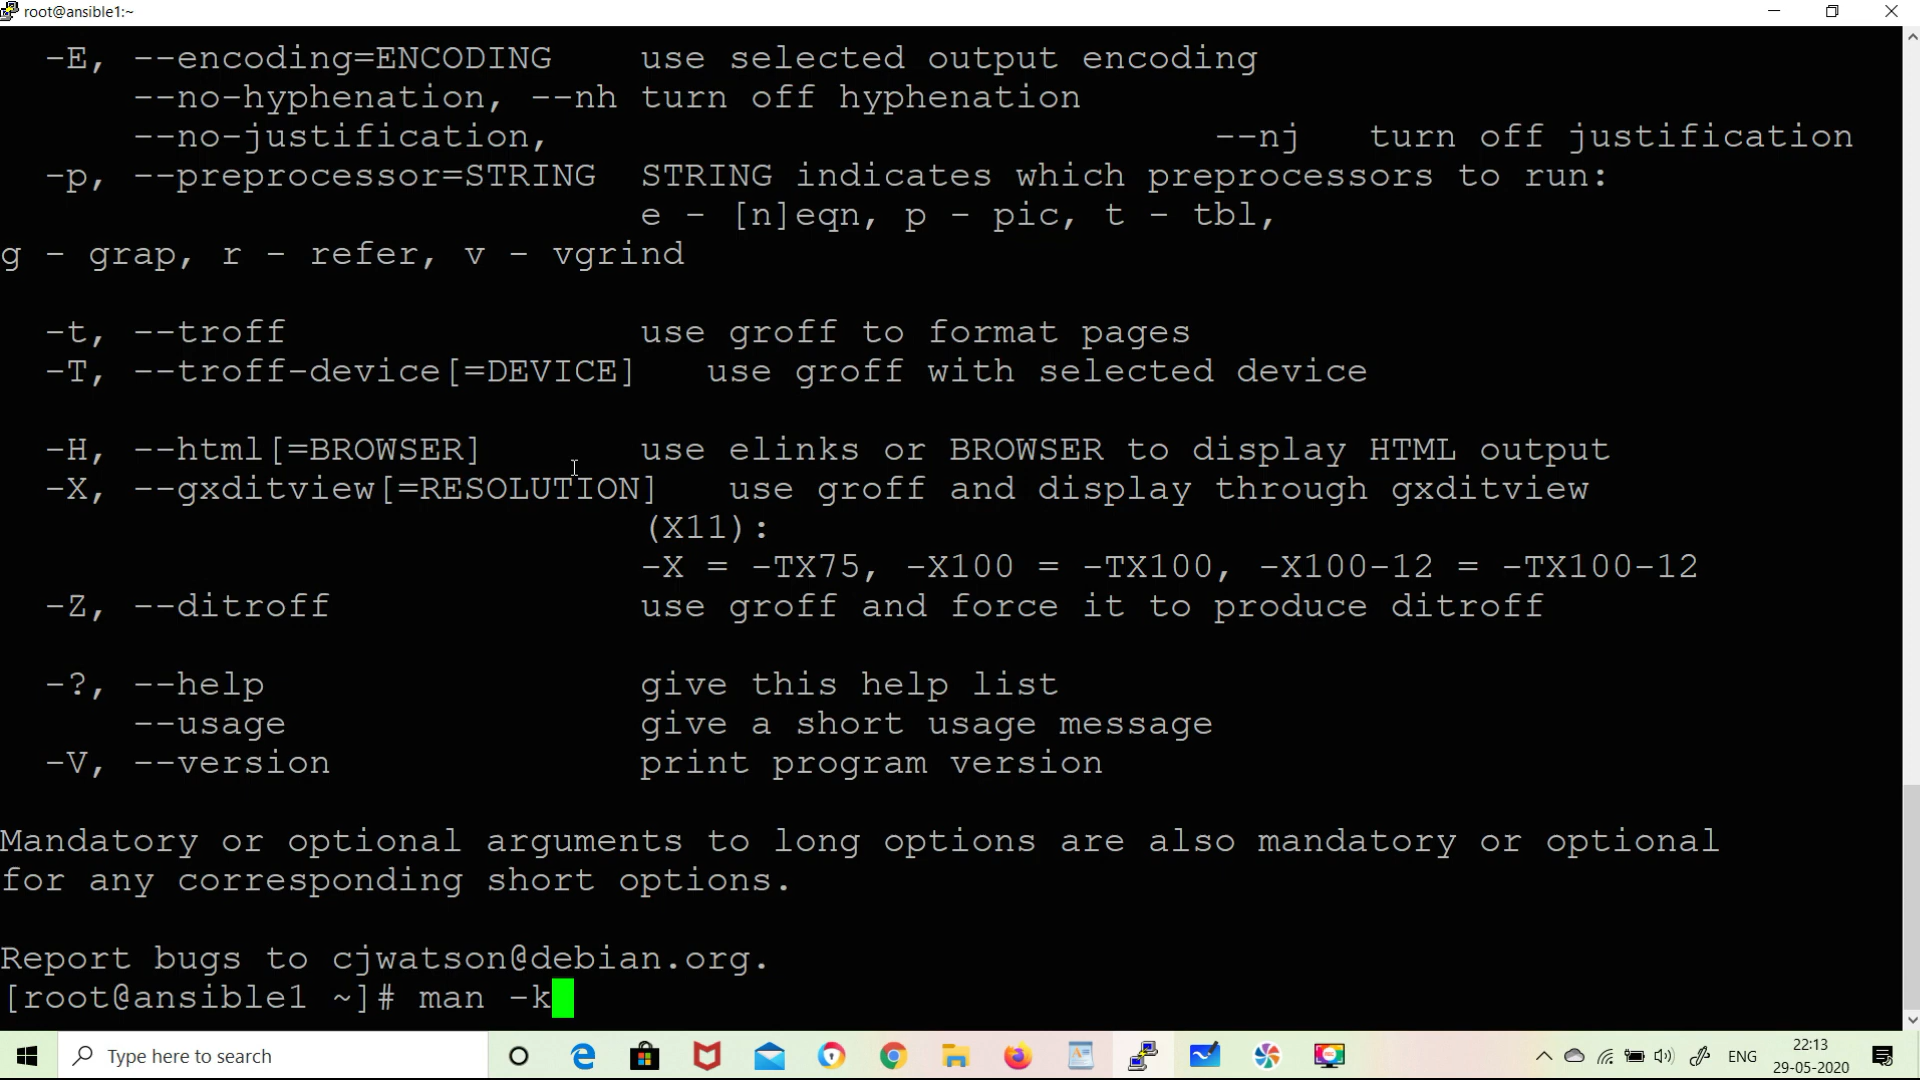 root@ansible1:~
-E, --encoding=ENCODING    use selected output encoding
--no-hyphenation, --nh turn off hyphenation
--no-justification,                              --nj   turn off justification
-p, --preprocessor=STRING  STRING indicates which preprocessors to run:
e - [n]eqn, p - pic, t - tbl,
g - grap, r - refer, v - vgrind
-t, --troff                use groff to format pages
-T, --troff-device[=DEVICE]   use groff with selected device
-H, --html[=BROWSER]       use elinks or BROWSER to display HTML output
-X, --gxditview[=RESOLUTION]   use groff and display through gxditview
(X11):
-X = -TX75, -X100 = -TX100, -X100-12 = -TX100-12
-Z, --ditroff              use groff and force it to produce ditroff
-?, --help                 give this help list
--usage                give a short usage message
-V, --version              print program version
Mandatory or optional arguments to long options are also mandatory or optional
for any corresponding short options.
Report bugs to cjwatson@debian.org.
[root@ansible1 ~]# man -k
Type here to search
ENG
22:13
29-05-2020